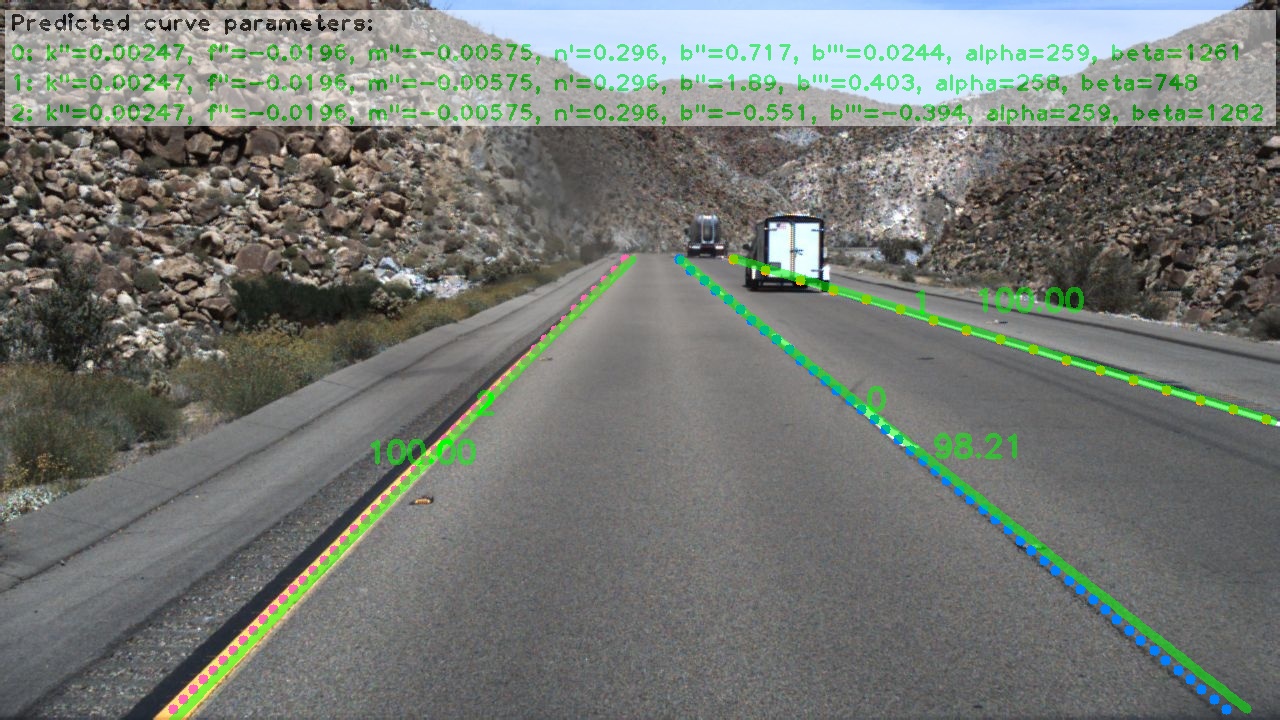 Predicted curve parameters:
0: k''=0.00247, f''=-0.0196, m''=-0.00575, n'=0.296, b''=0.717, b'''=0.0244, alpha=259, beta=1261
1: k''=0.00247, f''=-0.0196, m''=-0.00575, n'=0.296, b''=1.89, b'''=0.403, alpha=258, beta=748
2: k''=0.00247, f''=-0.0196, m''=-0.00575, n'=0.296, b''=-0.551, b'''=-0.394, alpha=259, beta=1282
1 100.00
2
0
100.00
98.21